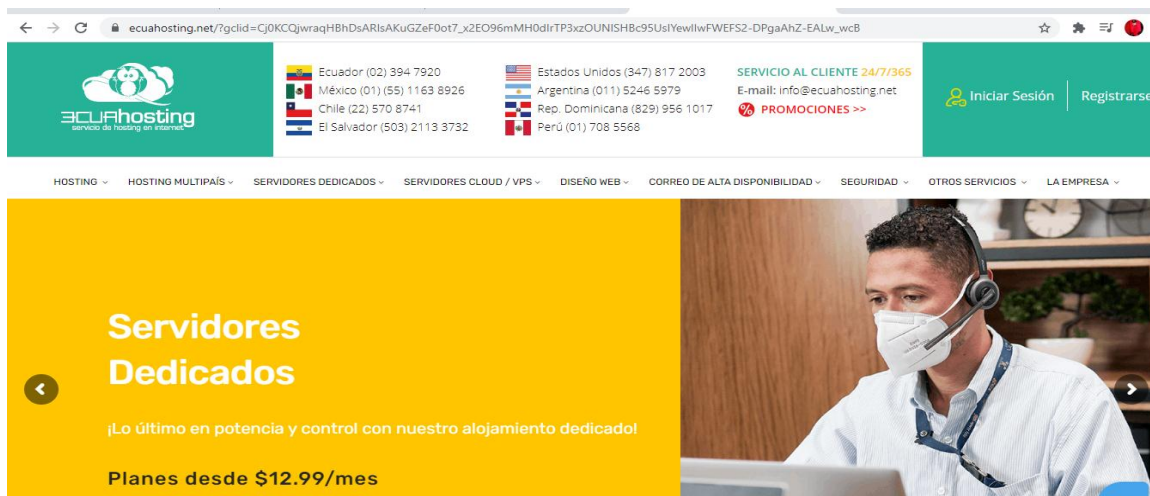 ecuahosting.net/?gclid=Cj0KCQjwraqHBhDsARIsAKuGZeF0ot7_x2EO96mMH0dIrTP3xzOUNISHBc95UsIYewIlwFWEFS2-DPgaAhZ-EALw_wcB
ECUAhosting
servicio de hosting en internet
Ecuador (02) 394 7920
México (01) (55) 1163 8926
Chile (22) 570 8741
El Salvador (503) 2113 3732
Estados Unidos (347) 817 2003
Argentina (011) 5246 5979
Rep. Dominicana (829) 956 1017
Perú (01) 708 5568
SERVICIO AL CLIENTE 24/7/365
E-mail: info@ecuahosting.net
PROMOCIONES >>
Iniciar Sesión
Registrarse
HOSTING
HOSTING MULTIPAÍS
SERVIDORES DEDICADOS
SERVIDORES CLOUD / VPS
DISEÑO WEB
CORREO DE ALTA DISPONIBILIDAD
SEGURIDAD
OTROS SERVICIOS
LA EMPRESA
Servidores
Dedicados
¡Lo último en potencia y control con nuestro alojamiento dedicado!
Planes desde $12.99/mes